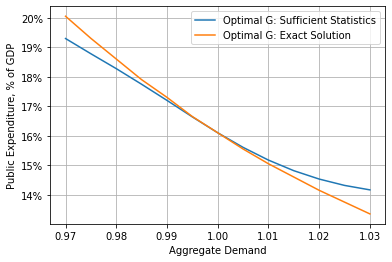 Optimal G: Sufficient Statistics
Optimal G: Exact Solution
Public Expenditure, % of GDP
20%
19%
18%
17%
16%
15%
14%
0.97 0.98 0.99 1.00 1.01 1.02 1.03
Aggregate Demand